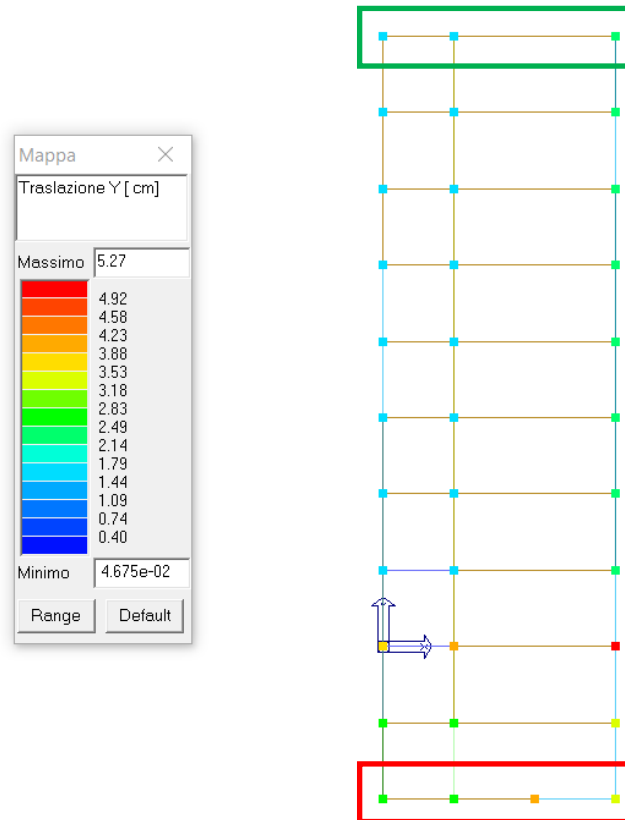 Mappa
Traslazione Y [ cm]
Massimo 5.27
4.92
4.58
4.23
3.88
3.53
3.18
2.83
2.49
2.14
1.79
1.44
1.09
0.74
0.40
Minimo 4.675e-02
Range Default